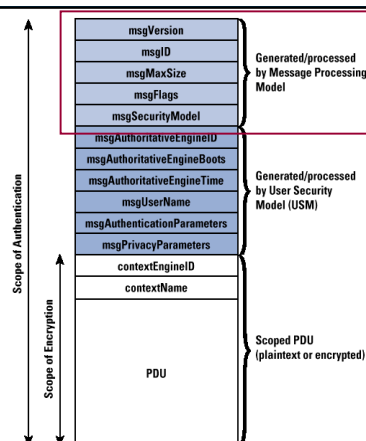 msgVersion
msgID
msgMaxSize
msgFlags
msgSecurityModel
Generated/processed
by Message Processing
Model
msgAuthoritativeEngineID
msgAuthoritativeEngineBoots
msgAuthoritativeEngineTime
msgUserName
msgAuthenticationParameters
msgPrivacyParameters
Generated/processed
by User Security
Model (USM)
contextEngineID
contextName
PDU
Scoped PDU
(plaintext or encrypted)
Scope of Authentication
Scope of Encryption